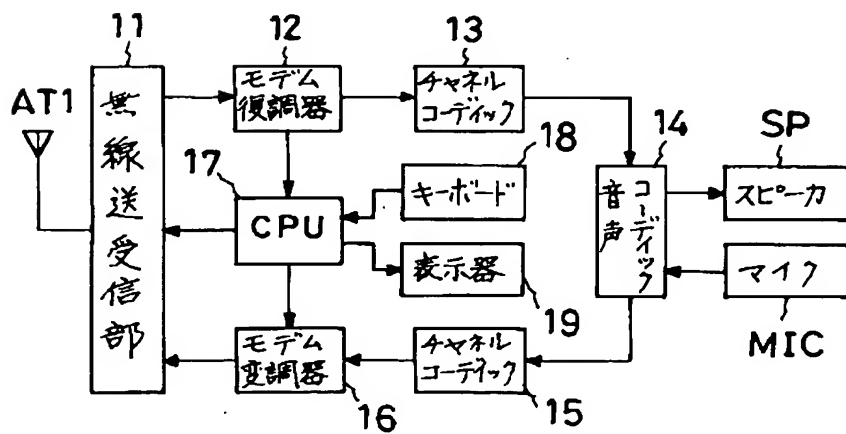 11
12
13
AT1
無線送受信部
モデム
復調器
チャネル
コーディック
14
SP
17
18
音声
コーディック
スピーカ
CPU
キーボード
表示器
マイク
19
MIC
モデム
変調器
チャネル
コーディック
16
15